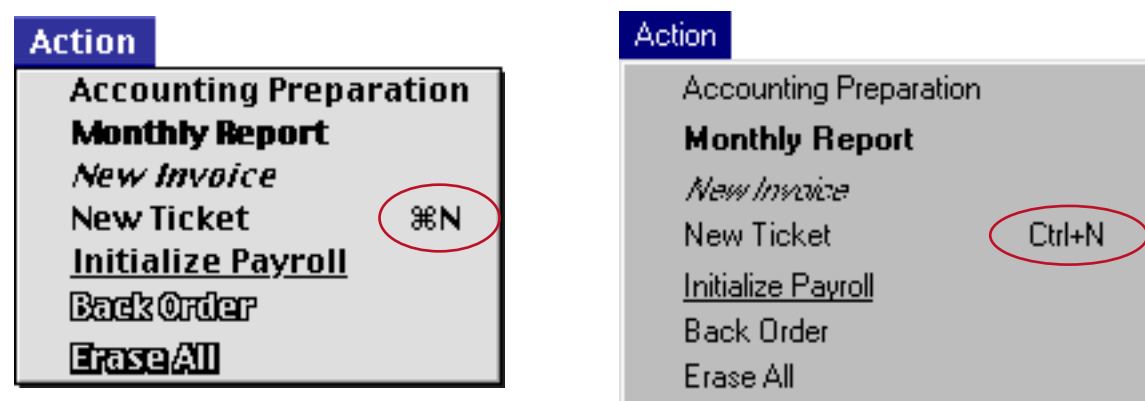 Action
Accounting Preparation
Monthly Report
New Invoice
New Ticket ⌘N
Initialize Payroll
Back Order
Erase All
Action
Accounting Preparation
Monthly Report
New Invoice
New Ticket Ctrl+N
Initialize Payroll
Back Order
Erase All